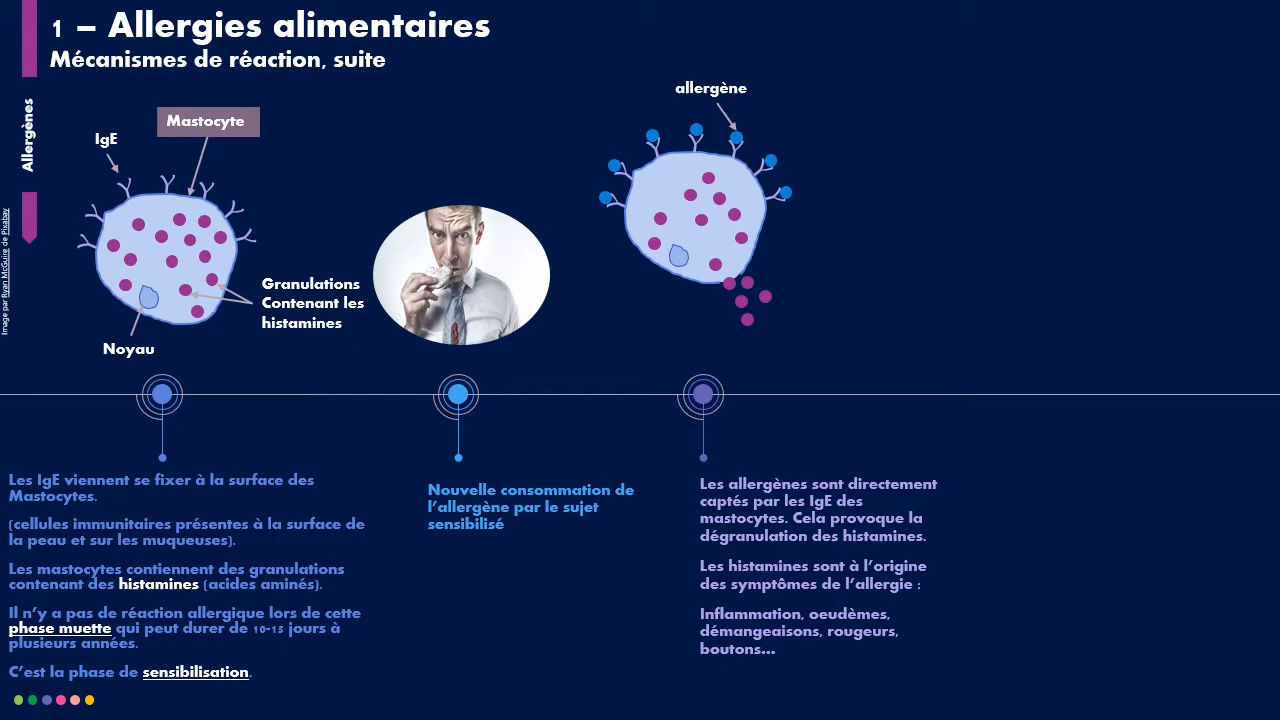 1 – Allergies alimentaires
Mécanismes de réaction, suite
Allergènes
Image par Ryan McGuire de Pixabay
IgE
Mastocyte
Granulations
Contenant les
histamines
Noyau
allergène
Les IgE viennent se fixer à la surface des
Mastocytes.
(cellules immunitaires présentes à la surface de
la peau et sur les muqueuses).
Les mastocytes contiennent des granulations
contenant des histamines (acides aminés).
Il n’y a pas de réaction allergique lors de cette
phase muette qui peut durer de 10-15 jours à
plusieurs années.
C’est la phase de sensibilisation.
Nouvelle consommation de
l’allergène par le sujet
sensibilisé
Les allergènes sont directement
captés par les IgE des
mastocytes. Cela provoque la
dégranulation des histamines.
Les histamines sont à l’origine
des symptômes de l’allergie :
Inflammation, oeudèmes,
démangeaisons, rougeurs,
boutons…